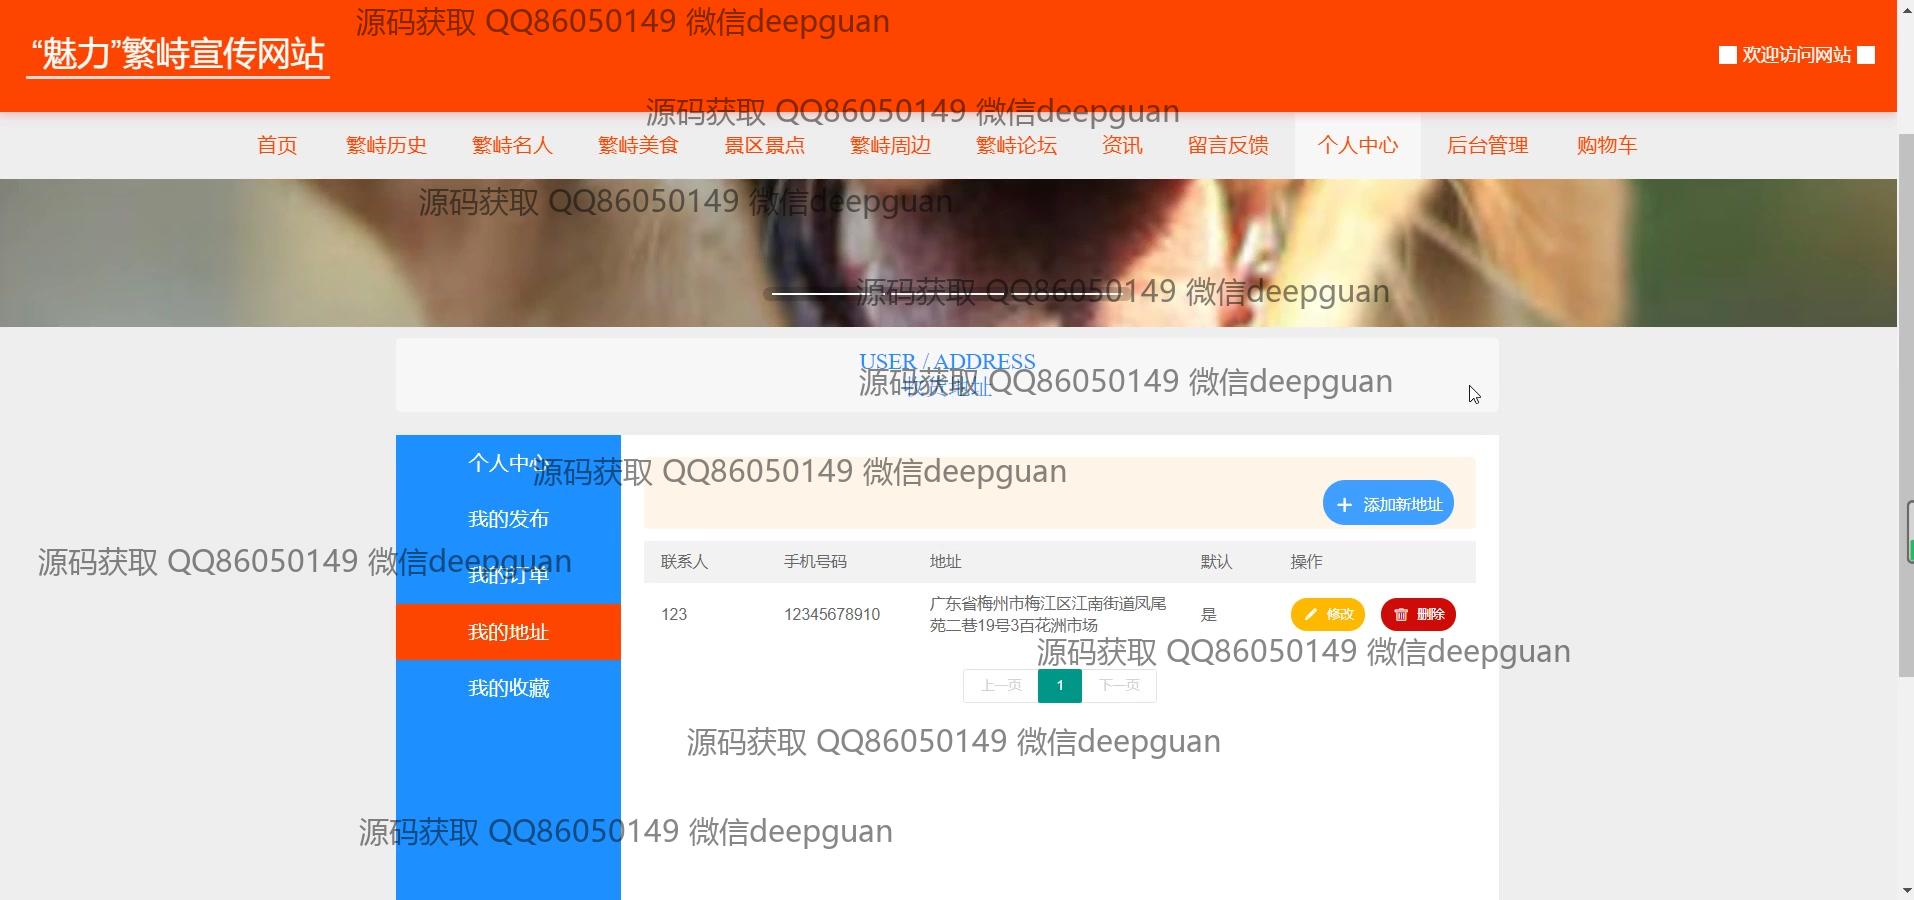 源码获取 QQ86050149 微信deepguan
“魅力”繁峙宣传网站
欢迎访问网站
源码获取 QQ86050149 微信deepguan
首页 繁峙历史 繁峙名人 繁峙美食 景区景点 繁峙周边 繁峙论坛 资讯 留言反馈 个人中心 后台管理 购物车
源码获取 QQ86050149 微信deepguan
源码获取 QQ86050149 微信deepguan
USER / ADDRESS
收货地址
源码获取 QQ86050149 微信deepguan
个人中心
源码获取 QQ86050149 微信deepguan
添加新地址
我的发布
源码获取 QQ86050149 微信deepguan
我的订单
联系人 手机号码 地址 默认 操作
123 12345678910 广东省梅州市梅江区江南街道凤尾
苑二巷19号3百花洲市场 是 修改 删除
我的地址
源码获取 QQ86050149 微信deepguan
我的收藏
上一页 1 下一页
源码获取 QQ86050149 微信deepguan
源码获取 QQ86050149 微信deepguan